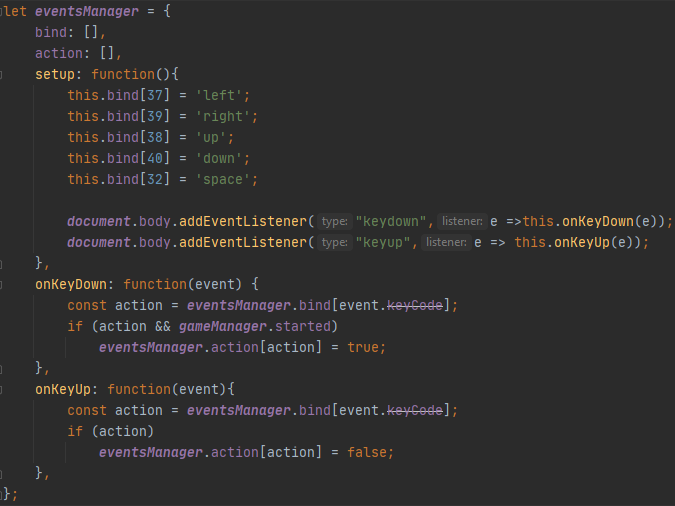 let eventsManager = {
    bind: [],
    action: [],
    setup: function(){
        this.bind[37] = 'left';
        this.bind[39] = 'right';
        this.bind[38] = 'up';
        this.bind[40] = 'down';
        this.bind[32] = 'space';

        document.body.addEventListener( type: "keydown", listener: e =>this.onKeyDown(e));
        document.body.addEventListener( type: "keyup", listener: e => this.onKeyUp(e));
    },
    onKeyDown: function(event) {
        const action = eventsManager.bind[event.keyCode];
        if (action && gameManager.started)
            eventsManager.action[action] = true;
    },
    onKeyUp: function(event){
        const action = eventsManager.bind[event.keyCode];
        if (action)
            eventsManager.action[action] = false;
    },
};